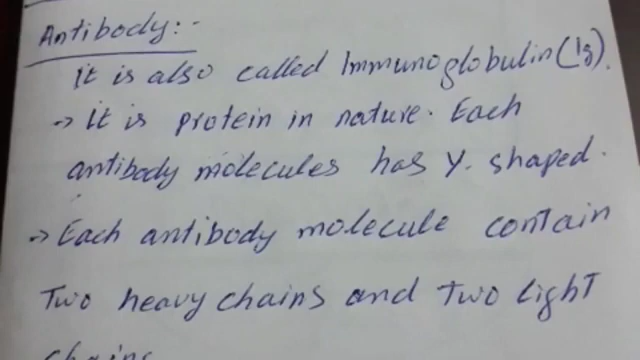 Antibody:-
It is also called Immunoglobulin (Ig).
→ It is protein in nature. Each
antibody molecules has Y. shaped.
→ Each antibody molecule contain
Two heavy chains and two light
chains